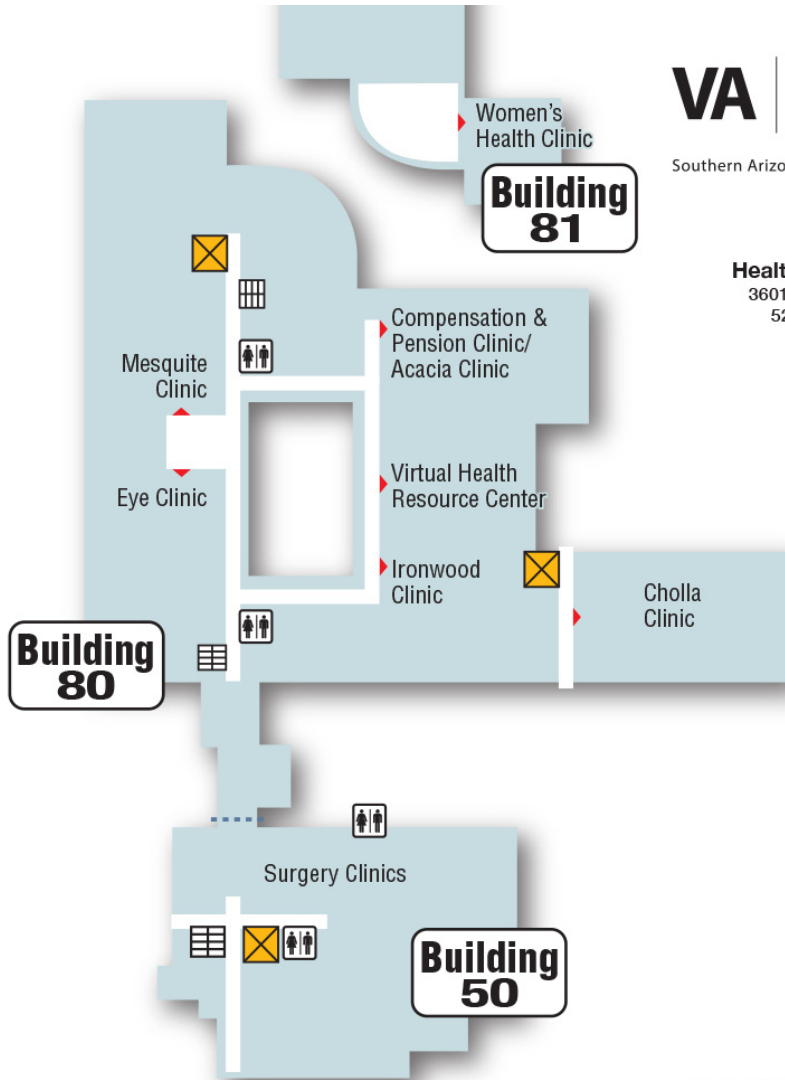 Women's
Health Clinic
VA
Southern Arizo
Building
81
Healt
3601
52
Compensation &
Pension Clinic/
Acacia Clinic
Mesquite
Clinic
Eye Clinic
Virtual Health
Resource Center
Ironwood
Clinic
Cholla
Clinic
Building
80
Surgery Clinics
Building
50